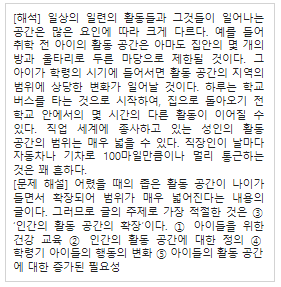 [해석] 일상의 일련의 활동들과 그것들이 일어나는
공간은 많은 요인에 따라 크게 다르다. 예를 들어
취학 전 아이의 활동 공간은 아마도 집안의 몇 개의
방과 울타리로 두른 마당으로 제한될 것이다. 그
아이가 학령의 시기에 들어서면 활동 공간의 지역의
범위에 상당한 변화가 일어날 것이다. 하루는 학교
버스를 타는 것으로 시작하여, 집으로 돌아오기 전
학교 안에서의 몇 시간의 다른 활동이 이어질 수
있다. 직업 세계에 종사하고 있는 성인의 활동
공간의 범위는 매우 넓을 수 있다. 직장인이 날마다
자동차나 기차로 100마일만큼이나 멀리 통근하는
것은 꽤 흔하다.
[문제 해설] 어렸을 때의 좁은 활동 공간이 나이가
들면서 확장되어 범위가 매우 넓어진다는 내용의
글이다. 그러므로 글의 주제로 가장 적절한 것은 ③
‘인간의 활동 공간의 확장’이다. ① 아이들을 위한
건강 교육 ② 인간의 활동 공간에 대한 정의 ④
학령기 아이들의 행동의 변화 ⑤ 아이들의 활동 공간
에 대한 증가된 필요성